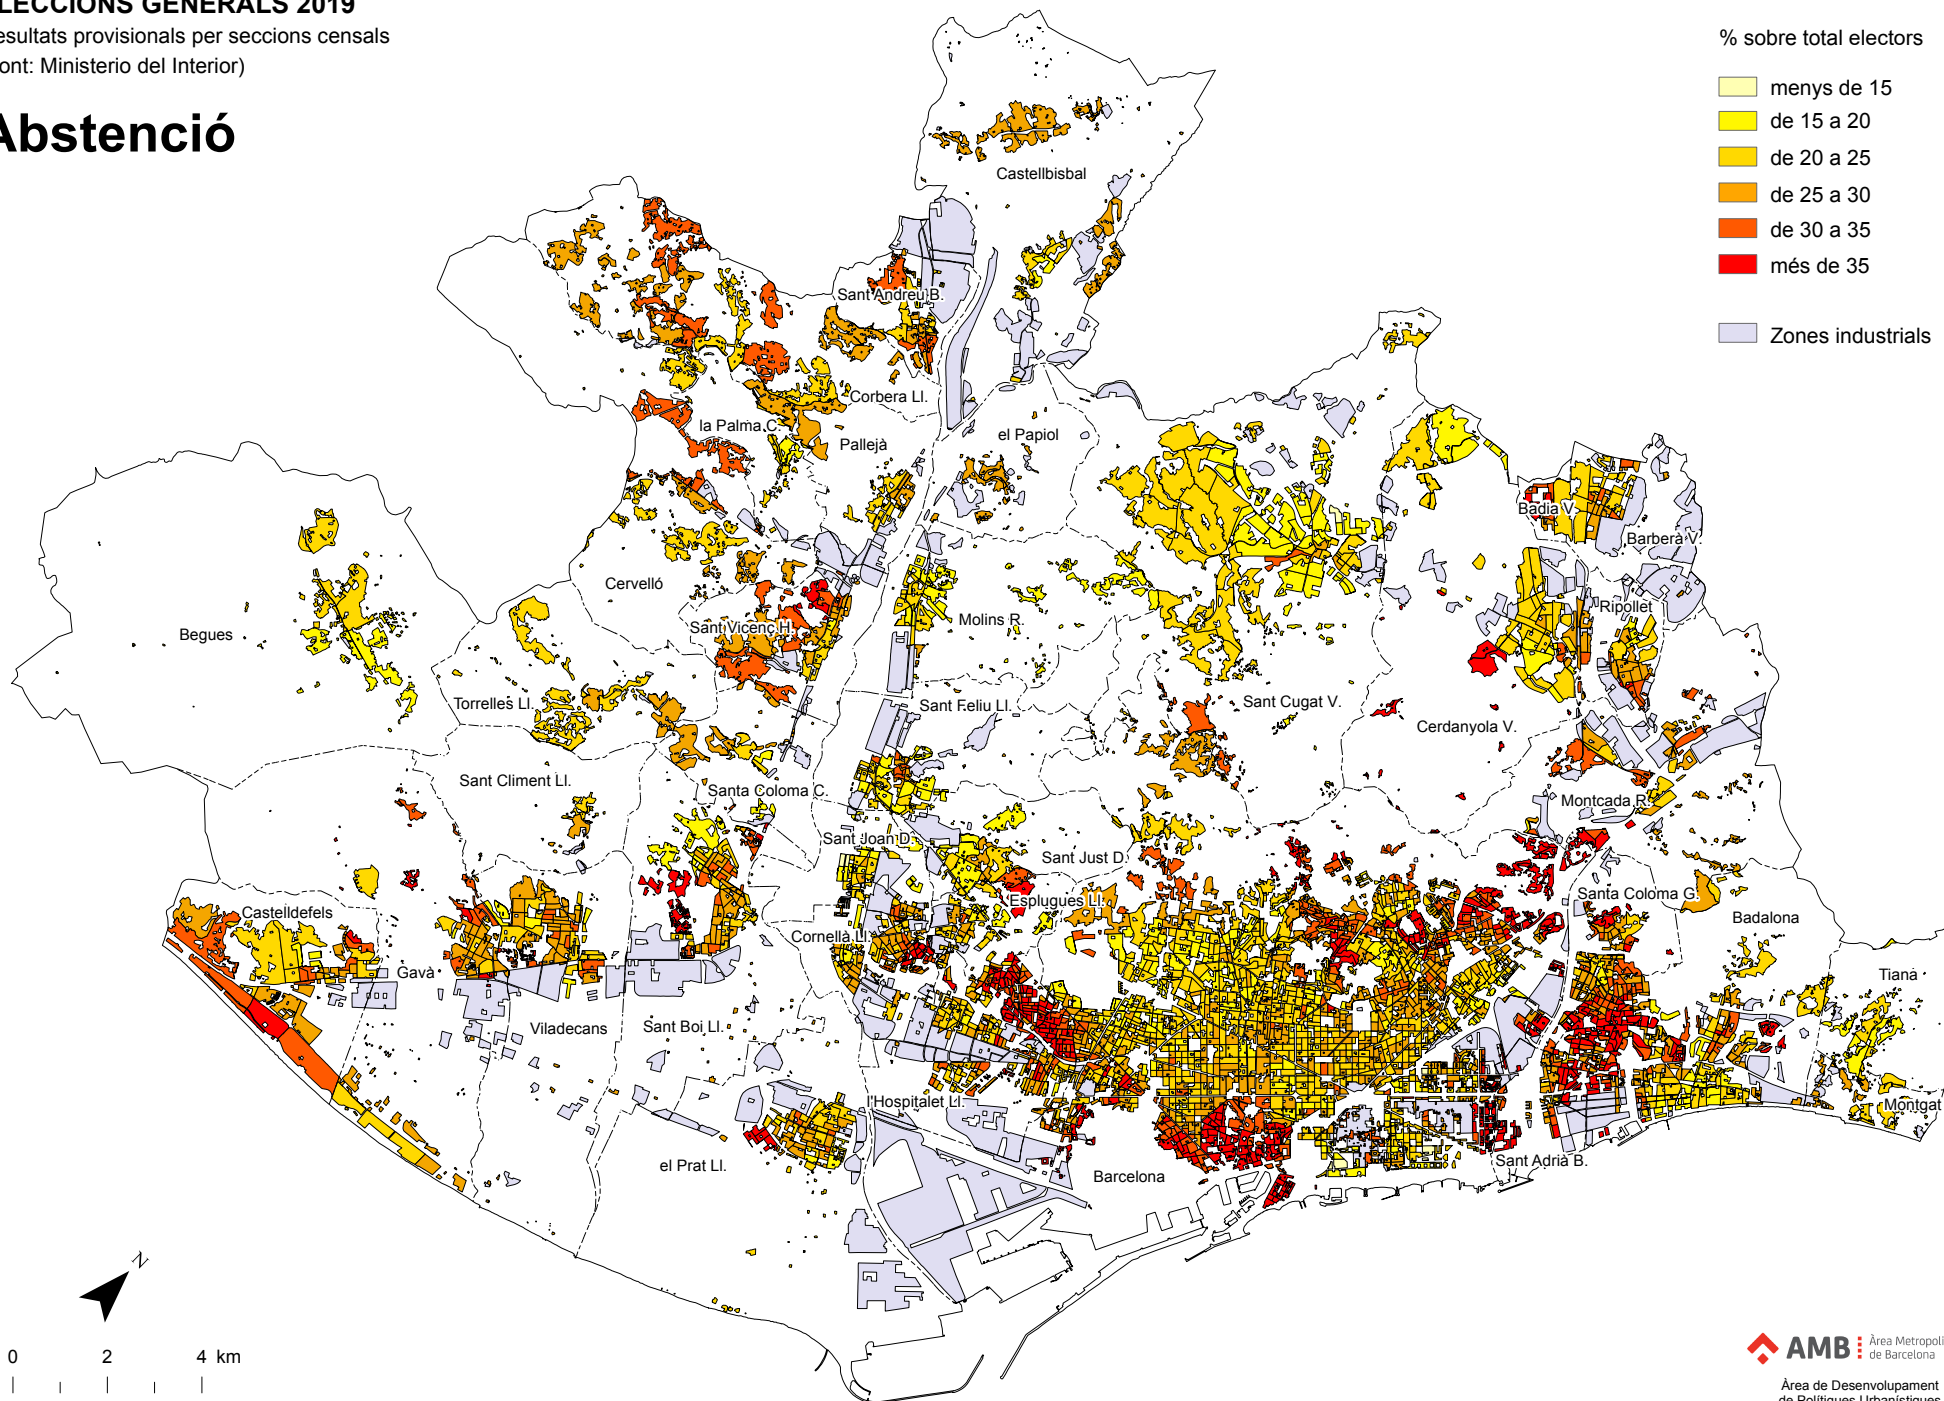 LECCIONS GENERALS 2019
esultats provisionals per seccions censals
ont: Ministerio del Interior)
Abstenció
% sobre total electors
menys de 15
de 15 a 20
de 20 a 25
de 25 a 30
de 30 a 35
més de 35
Zones industrials
Castellbisbal
Sant Andreu B.
Corbera Ll.
la Palma C.
Pallejà
el Papiol
Badia V.
Barberà V.
Cervelló
Begues
Sant Vicenç H.
Molins R.
Ripollet
Torrelles Ll.
Sant Feliu Ll.
Sant Cugat V.
Cerdanyola V.
Sant Climent Ll.
Santa Coloma C.
Montcada R.
Sant Joan D.
Sant Just D.
Castelldefels
Esplugues Ll.
Santa Coloma G.
Badalona
Cornellà Ll.
Gavà
Tiana
Viladecans
Sant Boi Ll.
l'Hospitalet Ll.
Montgat
el Prat Ll.
Barcelona
Sant Adrià B.
N
0 2 4 km
AMB
Àrea Metropoli
de Barcelona
Àrea de Desenvolupament
de Polítiques Urbanístiques